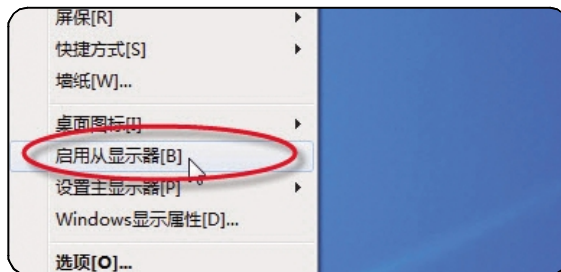 屏保[R]
快捷方式[S]
墙纸[W]...
桌面图标[I]
启用从显示器[B]
设置主显示器[P]
Windows显示属性[D]...
选项[O]...